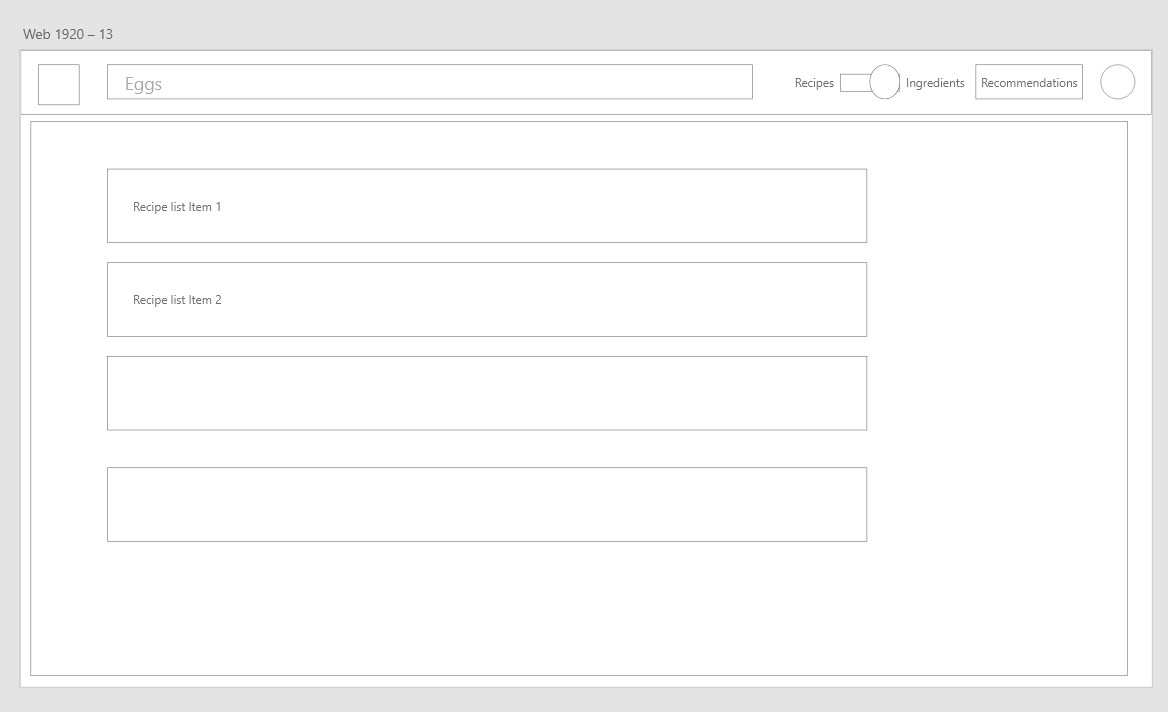 Web 1920 – 13
Eggs
Recipes
Ingredients
Recommendations
Recipe list Item 1
Recipe list Item 2